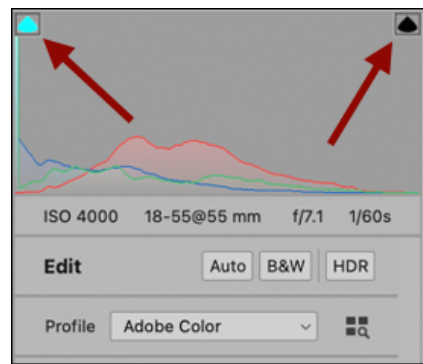 ISO 4000 18-55@55 mm f/7.1 1/60s
Edit Auto B&W HDR
Profile Adobe Color